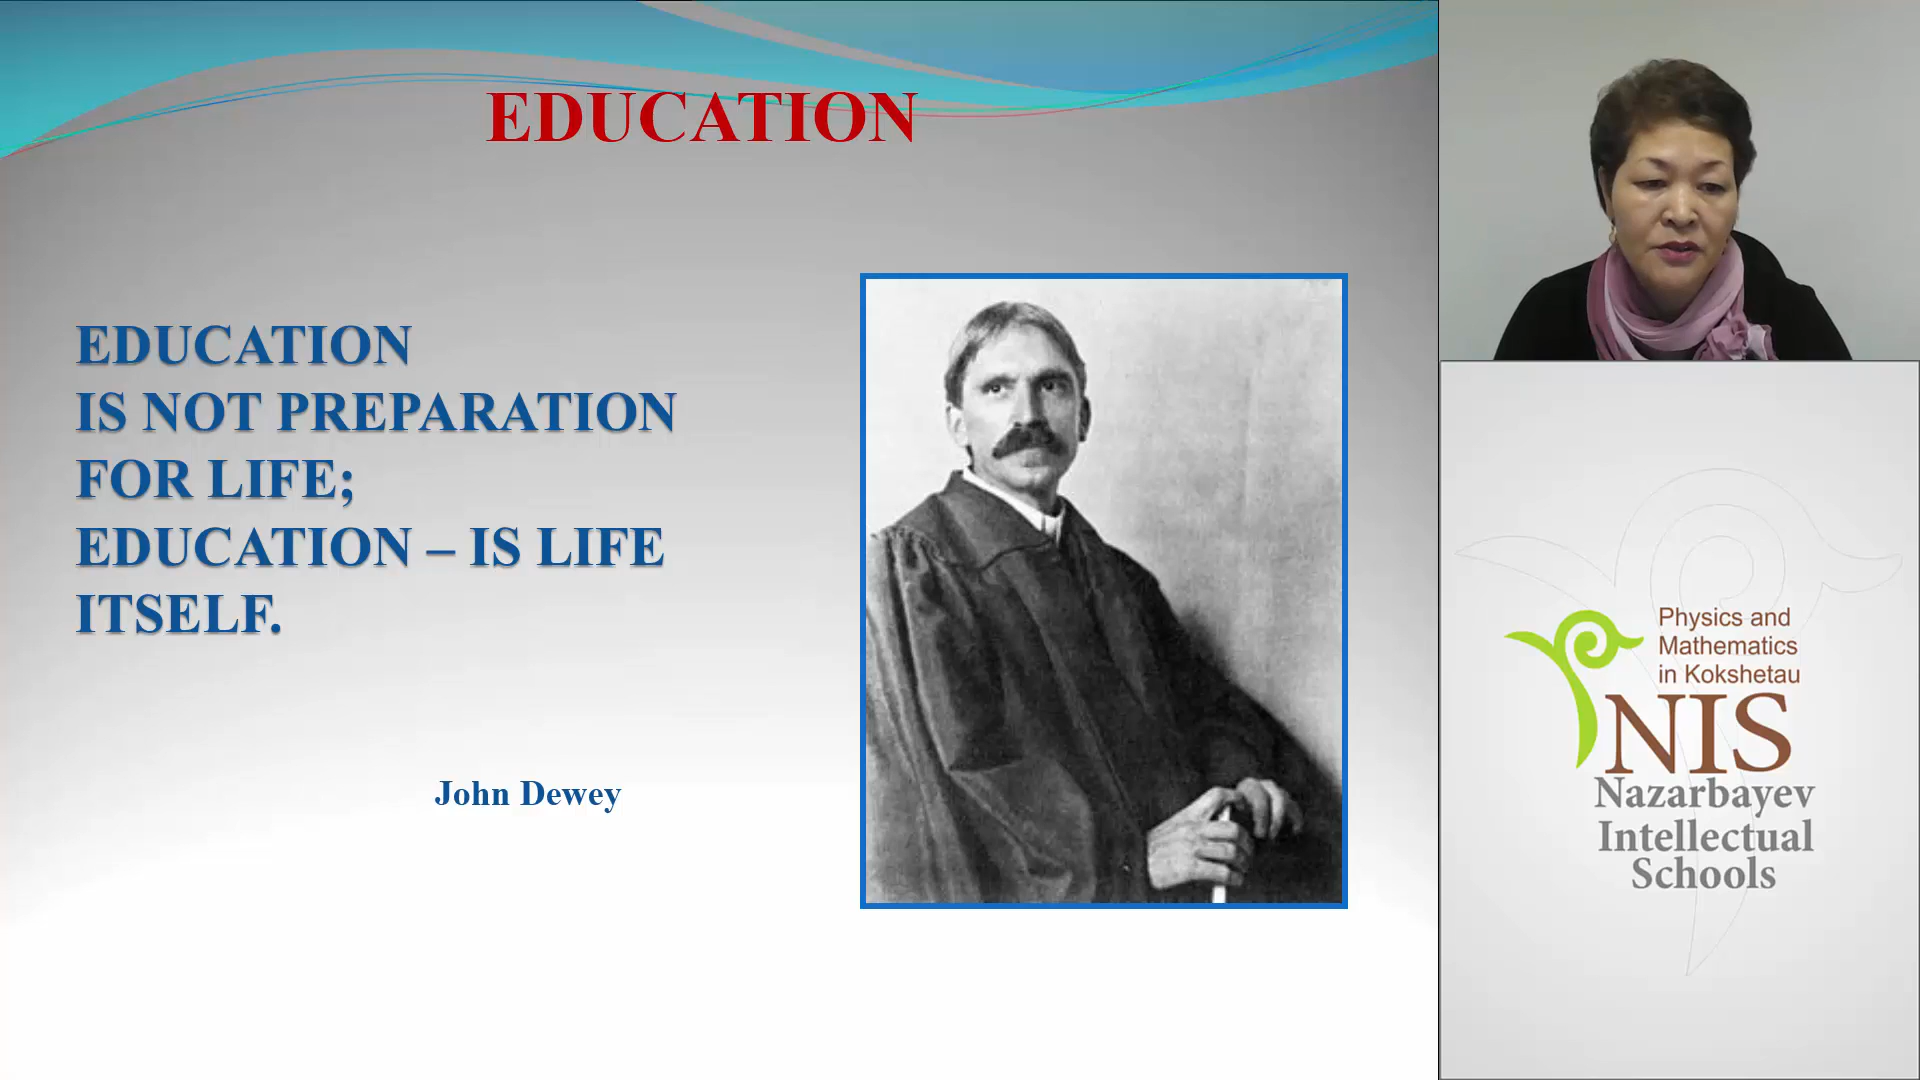 EDUCATION
EDUCATION
IS NOT PREPARATION
FOR LIFE;
EDUCATION – IS LIFE
ITSELF.
John Dewey
Physics and
Mathematics
in Kokshetau
NIS
Nazarbayev
Intellectual
Schools